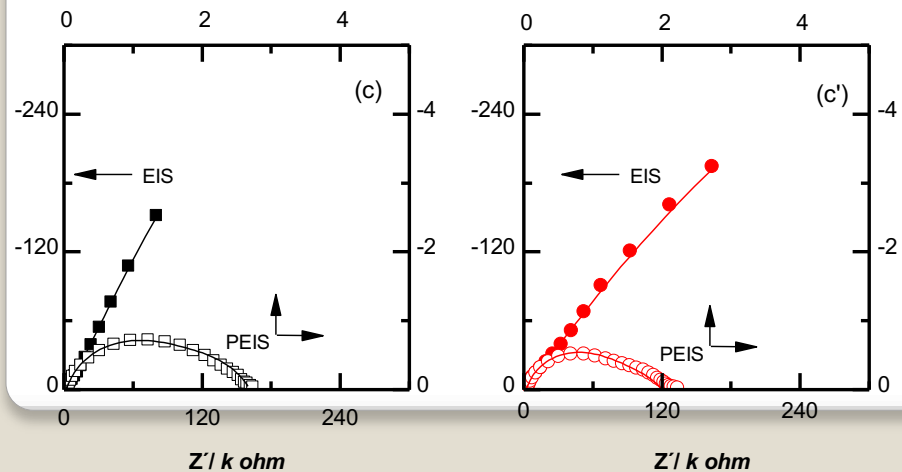 0 2 4 0 2 4
-240 (c) -4 -240 (c') -4
EIS EIS
-120 -2 -120 -2
PEIS PEIS
0 0 0 0
0 120 240 0 120 240
Z´/ k ohm Z´/ k ohm